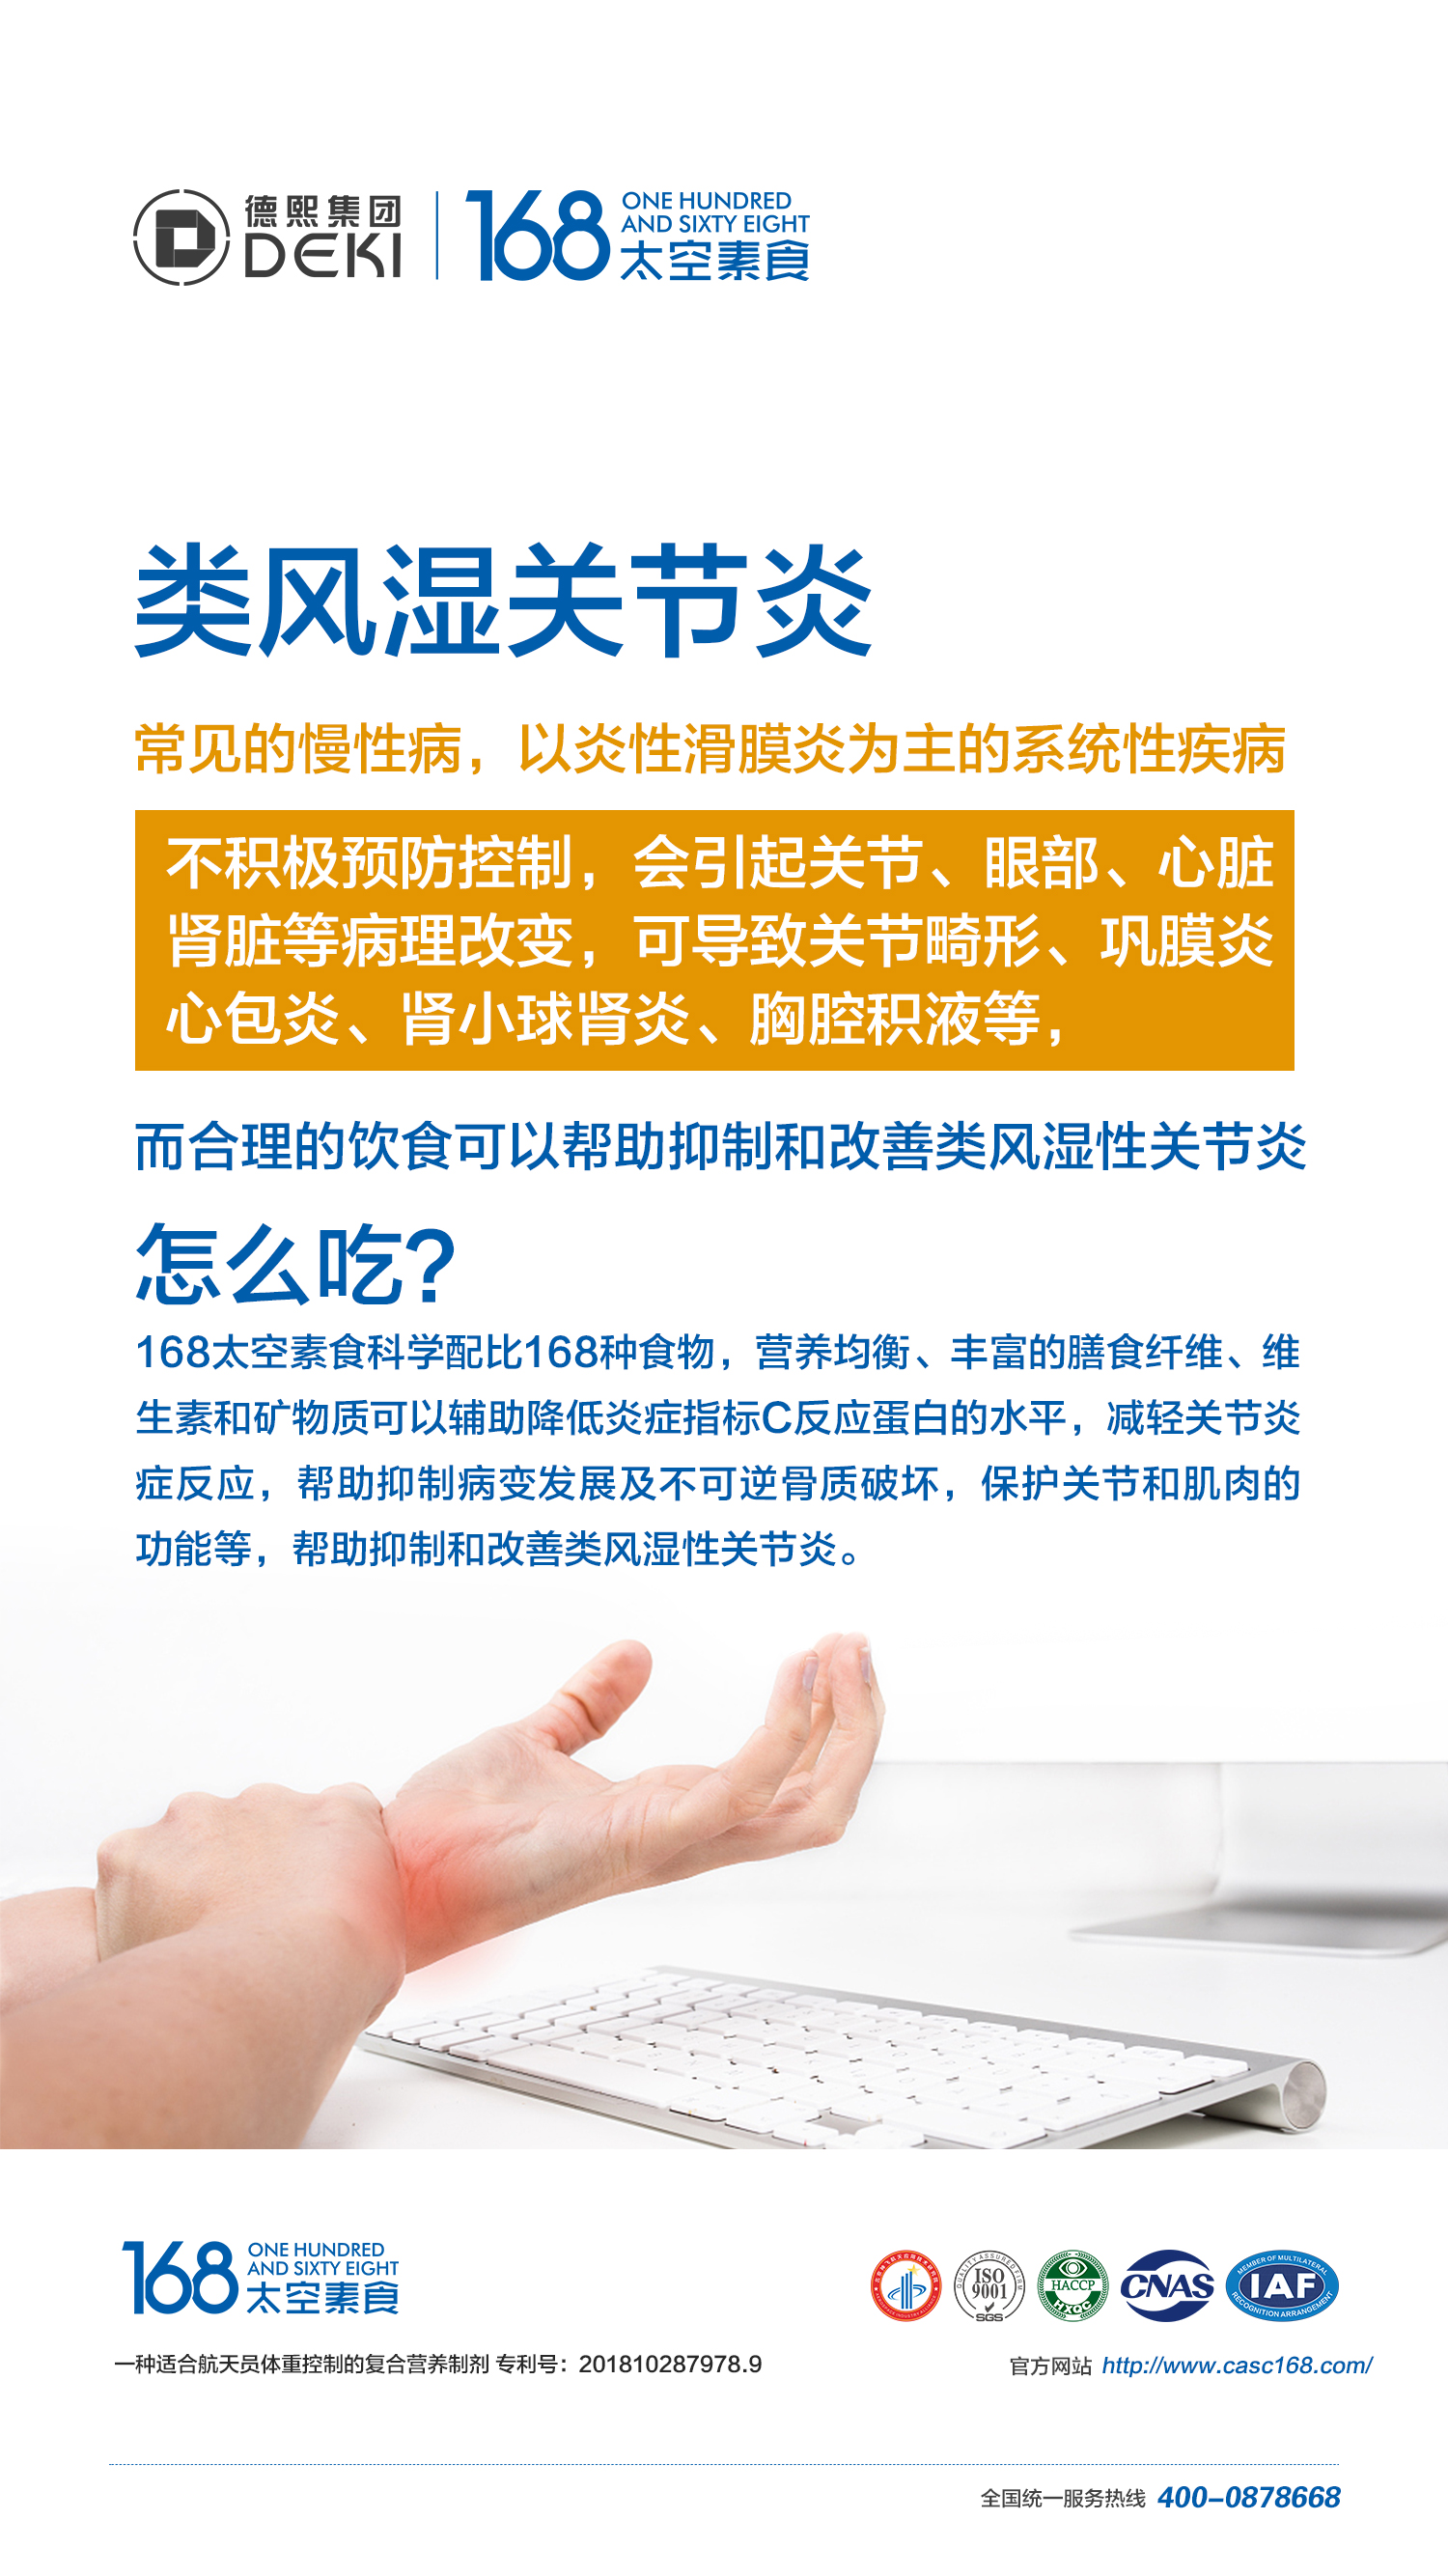 德熙集团
DEKI
168
ONE HUNDRED
AND SIXTY EIGHT
太空素食
类风湿关节炎
常见的慢性病，以炎性滑膜炎为主的系统性疾病
不积极预防控制，会引起关节、眼部、心脏
肾脏等病理改变，可导致关节畸形、巩膜炎
心包炎、肾小球肾炎、胸腔积液等，
而合理的饮食可以帮助抑制和改善类风湿性关节炎
怎么吃?
168太空素食科学配比168种食物，营养均衡、丰富的膳食纤维、维
生素和矿物质可以辅助降低炎症指标C反应蛋白的水平，减轻关节炎
症反应，帮助抑制病变发展及不可逆骨质破坏，保护关节和肌肉的
功能等，帮助抑制和改善类风湿性关节炎。
168
ONE HUNDRED
AND SIXTY EIGHT
太空素食
QUALITY ASSURED FIRM
ISO
9001
SGS
HACCP
HXQC
CNAS
MEMBER OF MULTILATERAL
IAF
RECOGNITION ARRANGEMENT
一种适合航天员体重控制的复合营养制剂 专利号：201810287978.9
官方网站 http://www.casc168.com/
全国统一服务热线 400-0878668